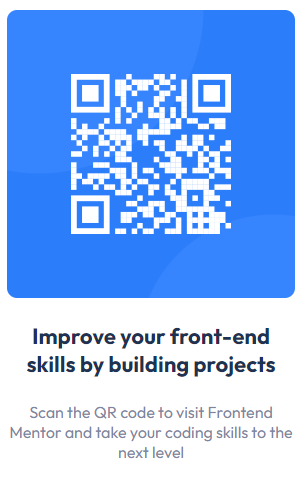 Improve your front-end
skills by building projects
Scan the QR code to visit Frontend
Mentor and take your coding skills to the
next level